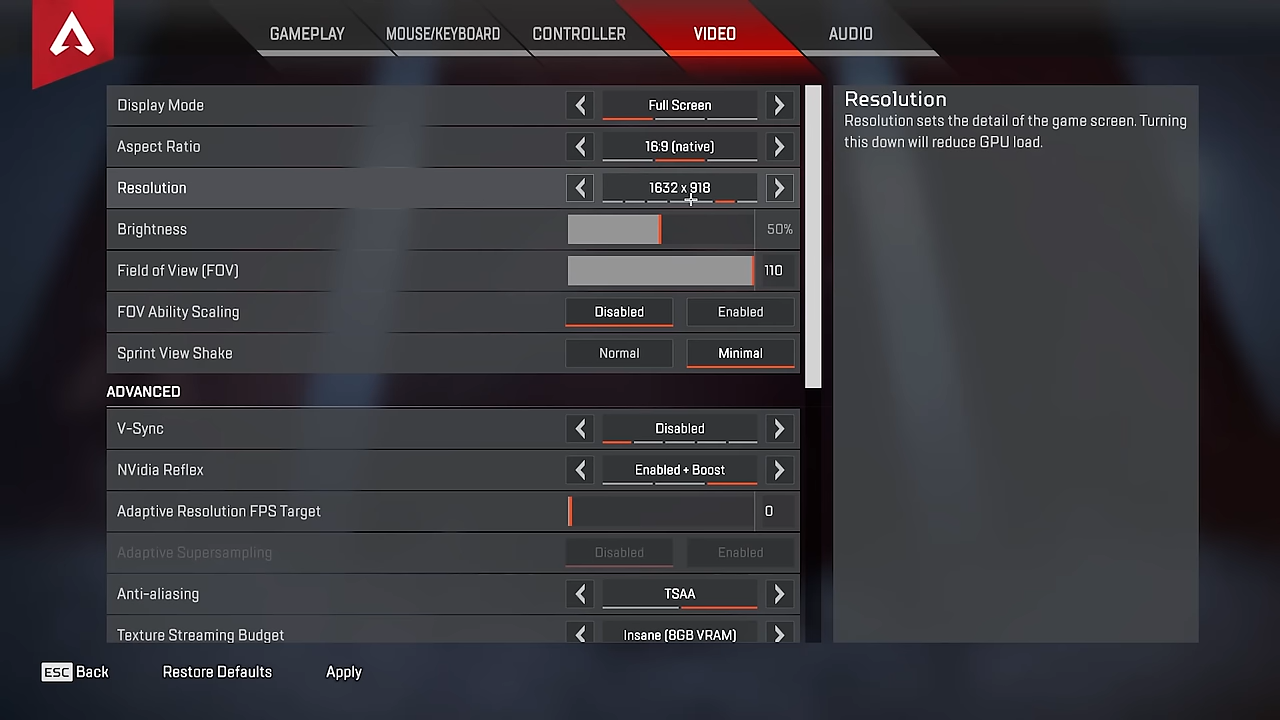 GAMEPLAY
MOUSE/KEYBOARD
CONTROLLER
VIDEO
AUDIO
Display Mode
Full Screen
Aspect Ratio
16:9 (native)
Resolution
1632 x 918
Brightness
50%
Field of View (FOV)
110
FOV Ability Scaling
Disabled
Enabled
Sprint View Shake
Normal
Minimal
ADVANCED
V-Sync
Disabled
NVidia Reflex
Enabled + Boost
Adaptive Resolution FPS Target
0
Adaptive Supersampling
Disabled
Enabled
Anti-aliasing
TSAA
Texture Streaming Budget
Insane (8GB VRAM)
Resolution
Resolution sets the detail of the game screen. Turning
this down will reduce GPU load.
ESC Back
Restore Defaults
Apply